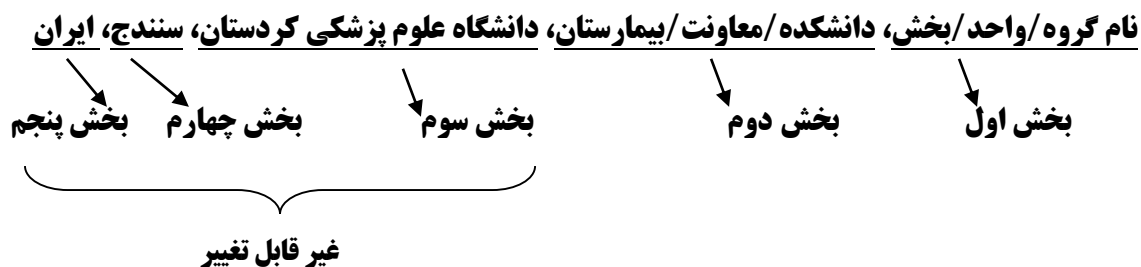 نام گروه/واحد/بخش، دانشکده/معاونت/بیمارستان، دانشگاه علوم پزشکی کردستان، سنندج، ایران
بخش اول بخش دوم بخش سوم بخش چهارم بخش پنجم
غیر قابل تغییر